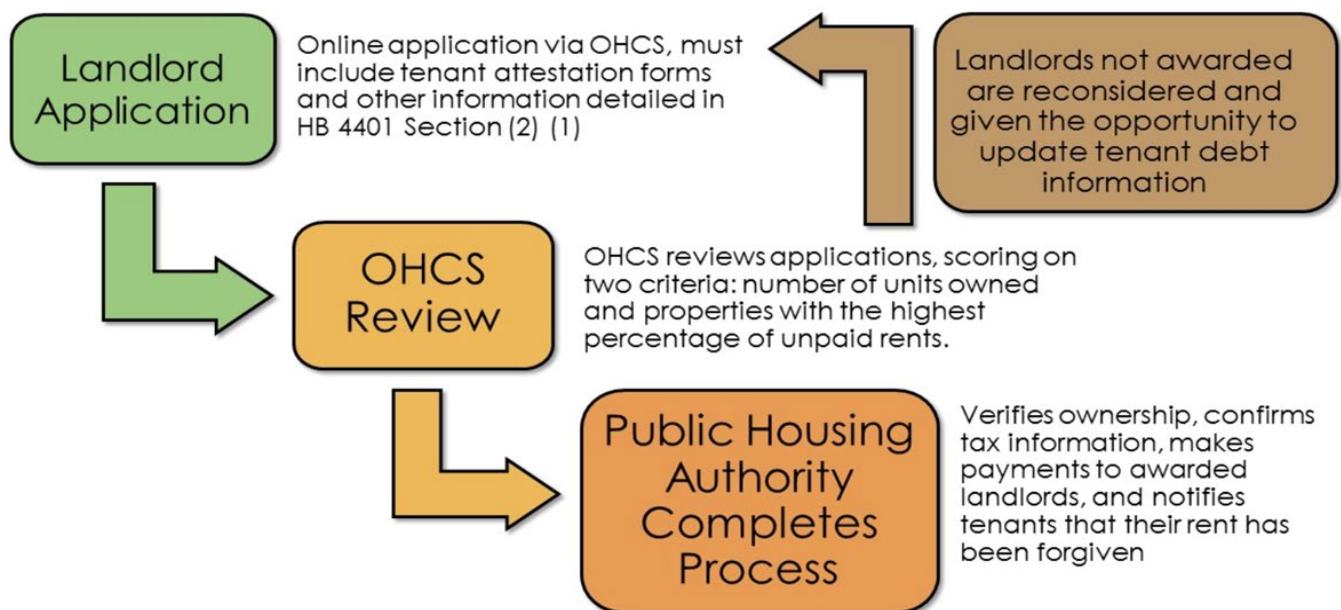 Landlord
Application
Online application via OHCS, must
include tenant attestation forms
and other information detailed in
HB 4401 Section (2) (1)
Landlords not awarded
are reconsidered and
given the opportunity to
update tenant debt
information
OHCS
Review
OHCS reviews applications, scoring on
two criteria: number of units owned
and properties with the highest
percentage of unpaid rents.
Public Housing
Authority
Completes
Process
Verifies ownership, confirms
tax information, makes
payments to awarded
landlords, and notifies
tenants that their rent has
been forgiven